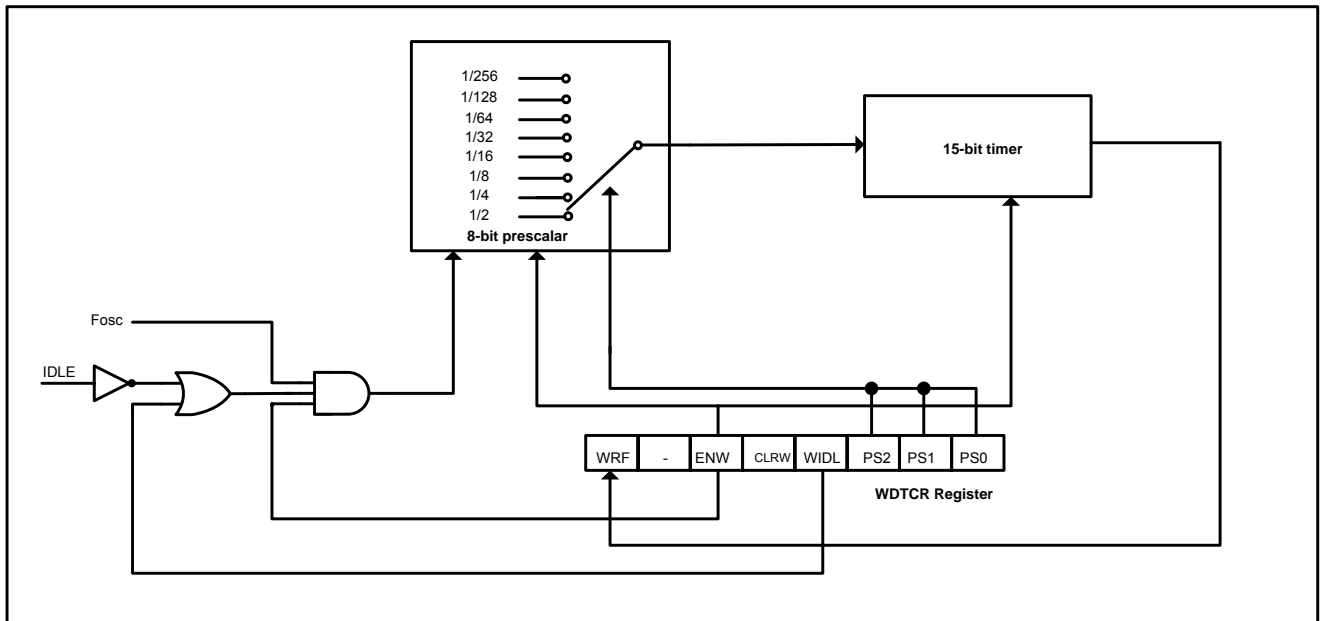 1/256
1/128
1/64
1/32
1/16
1/8
1/4
1/2
8-bit prescalar
15-bit timer
Fosc
IDLE
WRF - ENW CLRW WIDL PS2 PS1 PS0
WDTCR Register